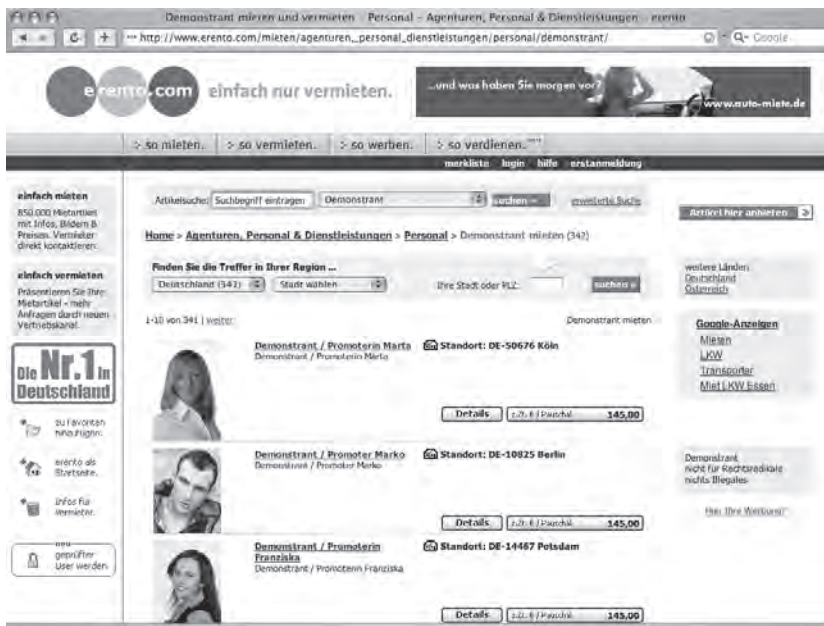 Demonstrant mieten und vermieten - Personal - Agenturen, Personal & Dienstleistungen - erento
http://www.erento.com/mieten/agenturen,_personal_dienstleistungen/personal/demonstrant/
Google
erento.com
einfach nur vermieten.
...und was haben Sie morgen vor?
www.auto-miete.de
> so mieten.
> so vermieten.
> so werben.
> so verdienen.
merkliste login hilfe erstanmeldung
einfach mieten
850.000 Mietartikel
mit Infos, Bildern &
Preisen. Vermieter
direkt kontaktieren.
einfach vermieten
Präsentieren Sie Ihre
Mietartikel - mehr
Anfragen durch neuen
Vertriebskanal.
Die Nr.1 in
Deutschland
zu Favoriten
hinzufügen.
erento als
Startseite.
Infos für
Vermieter.
neu
geprüfter
User werden
Artikelsuche: Suchbegriff eintragen Demonstrant suchen » erweiterte Suche
Home > Agenturen, Personal & Dienstleistungen > Personal > Demonstrant mieten (342)
Finden Sie die Treffer in Ihrer Region ...
Deutschland (341) Stadt wählen Ihre Stadt oder PLZ: suchen »
1-10 von 341 | weiter Demonstrant mieten
Demonstrant / Promoterin Marta
Demonstrant / Promoterin Marta
Standort: DE-50676 Köln
Details 145,00
Demonstrant / Promoter Marko
Demonstrant / Promoter Marko
Standort: DE-10825 Berlin
Details 145,00
Demonstrant / Promoterin
Franziska
Demonstrant / Promoterin Franziska
Standort: DE-14467 Potsdam
Details 145,00
Artikel hier anbieten
weitere Länder:
Deutschland
Österreich
Google-Anzeigen
Mieten
LKW
Transporter
Miet LKW Essen
Demonstrant
nicht für Rechtsradikale
nichts Illegales
Hier Ihre Werbung?